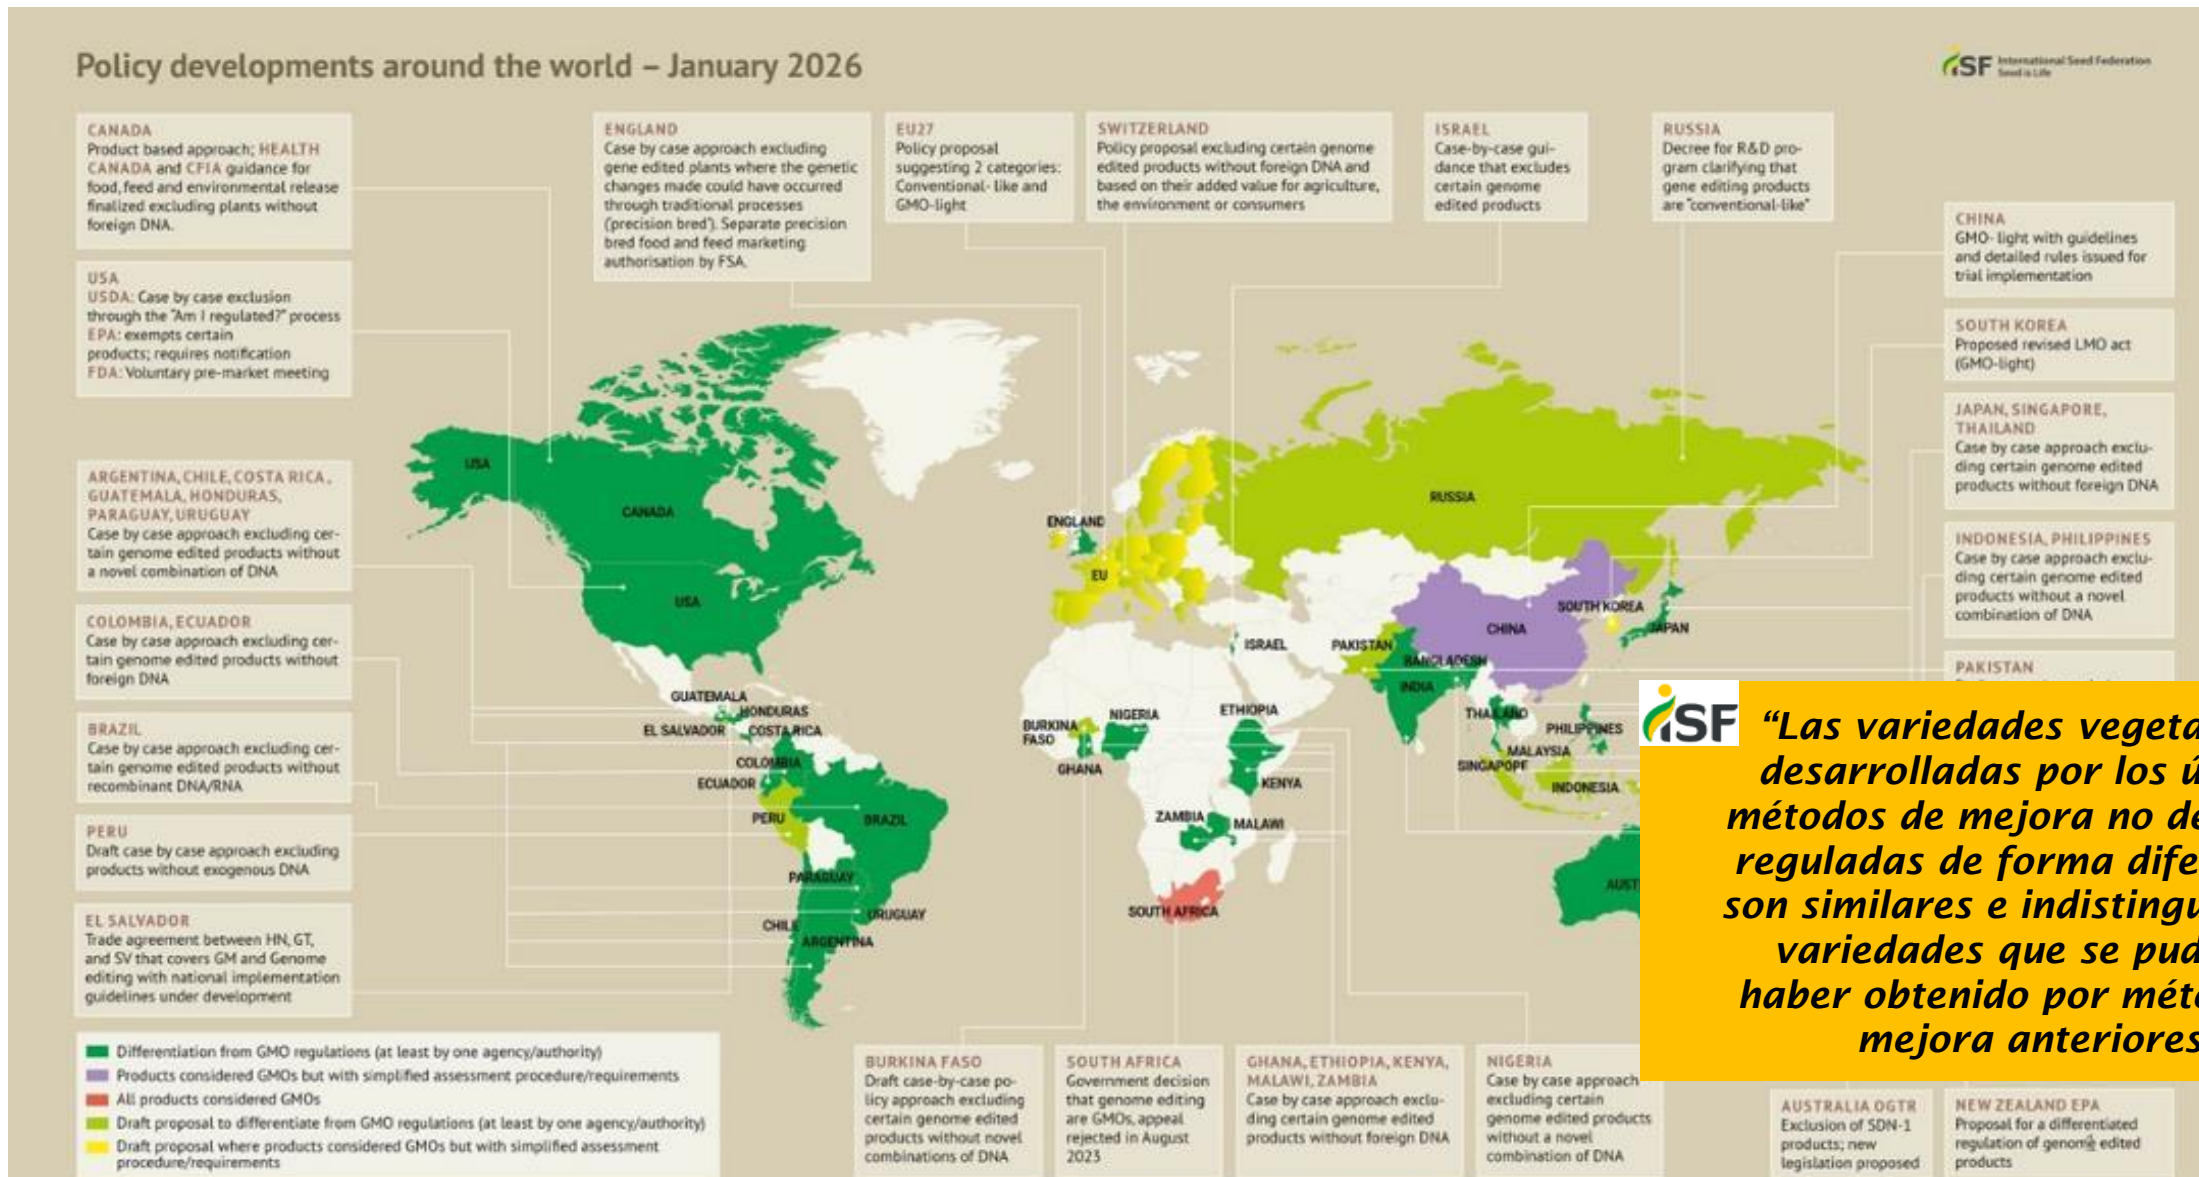 Policy developments around the world – January 2026
iSF International Seed Federation
Seed is Life
CANADA
Product based approach; HEALTH
CANADA and CFIA guidance for
food, feed and environmental release
finalized excluding plants without
foreign DNA.
USA
USDA: Case by case exclusion
through the "Am I regulated?" process
EPA: exempts certain
products; requires notification
FDA: Voluntary pre-market meeting
ARGENTINA, CHILE, COSTA RICA,
GUATEMALA, HONDURAS,
PARAGUAY, URUGUAY
Case by case approach excluding cer-
tain genome edited products without
a novel combination of DNA
COLOMBIA, ECUADOR
Case by case approach excluding cer-
tain genome edited products without
foreign DNA
BRAZIL
Case by case approach excluding cer-
tain genome edited products without
recombinant DNA/RNA
PERU
Draft case by case approach excluding
products without exogenous DNA
EL SALVADOR
Trade agreement between HN, GT,
and SV that covers GM and Genome
editing with national implementation
guidelines under development
ENGLAND
Case by case approach excluding
gene edited plants where the genetic
changes made could have occurred
through traditional processes
('precision bred'). Separate precision
bred food and feed marketing
authorisation by FSA.
EU27
Policy proposal
suggesting 2 categories:
Conventional- like and
GMO-light
SWITZERLAND
Policy proposal excluding certain genome
edited products without foreign DNA and
based on their added value for agriculture,
the environment or consumers
ISRAEL
Case-by-case gui-
dance that excludes
certain genome
edited products
RUSSIA
Decree for R&D pro-
gram clarifying that
gene editing products
are "conventional-like"
CHINA
GMO- light with guidelines
and detailed rules issued for
trial implementation
SOUTH KOREA
Proposed revised LMO act
(GMO-light)
JAPAN, SINGAPORE,
THAILAND
Case by case approach exclu-
ding certain genome edited
products without foreign DNA
INDONESIA, PHILIPPINES
Case by case approach exclu-
ding certain genome edited
products without a novel
combination of DNA
PAKISTAN
USA
CANADA
USA
GUATEMALA
HONDURAS
EL SALVADOR
COSTA RICA
COLOMBIA
ECUADOR
PERU
BRAZIL
PARAGUAY
URUGUAY
CHILE
ARGENTINA
ENGLAND
EU
RUSSIA
ISRAEL
PAKISTAN
BANGLADESH
INDIA
CHINA
SOUTH KOREA
JAPAN
THAILAND
PHILIPPINES
MALAYSIA
SINGAPORE
INDONESIA
BURKINA
FASO
NIGERIA
GHANA
ETHIOPIA
KENYA
ZAMBIA
MALAWI
SOUTH AFRICA
AUST
iSF
"Las variedades vegeta
desarrolladas por los ú
métodos de mejora no de
reguladas de forma dife
son similares e indistingu
variedades que se pud
haber obtenido por mét
mejora anteriores
Differentiation from GMO regulations (at least by one agency/authority)
Products considered GMOs but with simplified assessment procedure/requirements
All products considered GMOs
Draft proposal to differentiate from GMO regulations (at least by one agency/authority)
Draft proposal where products considered GMOs but with simplified assessment
procedure/requirements
BURKINA FASO
Draft case-by-case po-
licy approach excluding
certain genome edited
products without novel
combinations of DNA
SOUTH AFRICA
Government decision
that genome editing
are GMOs, appeal
rejected in August
2023
GHANA, ETHIOPIA, KENYA,
MALAWI, ZAMBIA
Case by case approach exclu-
ding certain genome edited
products without foreign DNA
NIGERIA
Case by case approach
excluding certain
genome edited products
without a novel
combination of DNA
AUSTRALIA OGTR
Exclusion of SDN-1
products; new
legislation proposed
NEW ZEALAND EPA
Proposal for a differentiated
regulation of genome edited
products